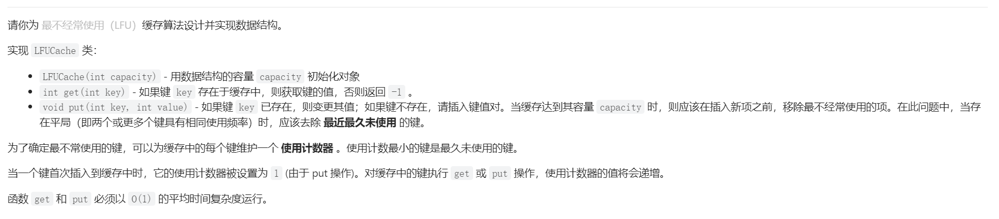 请你为 最不经常使用（LFU）缓存算法设计并实现数据结构。
实现 LFUCache 类：
LFUCache(int capacity) - 用数据结构的容量 capacity 初始化对象
int get(int key) - 如果键 key 存在于缓存中，则获取键的值，否则返回 -1 。
void put(int key, int value) - 如果键 key 已存在，则变更其值；如果键不存在，请插入键值对。当缓存达到其容量 capacity 时，则应该在插入新项之前，移除最不经常使用的项。在此问题中，当存
在平局（即两个或更多个键具有相同使用频率）时，应该去除 最近最久未使用 的键。
为了确定最不常使用的键，可以为缓存中的每个键维护一个 使用计数器 。使用计数最小的键是最久未使用的键。
当一个键首次插入到缓存中时，它的使用计数器被设置为 1 (由于 put 操作)。对缓存中的键执行 get 或 put 操作，使用计数器的值将会递增。
函数 get 和 put 必须以 O(1) 的平均时间复杂度运行。